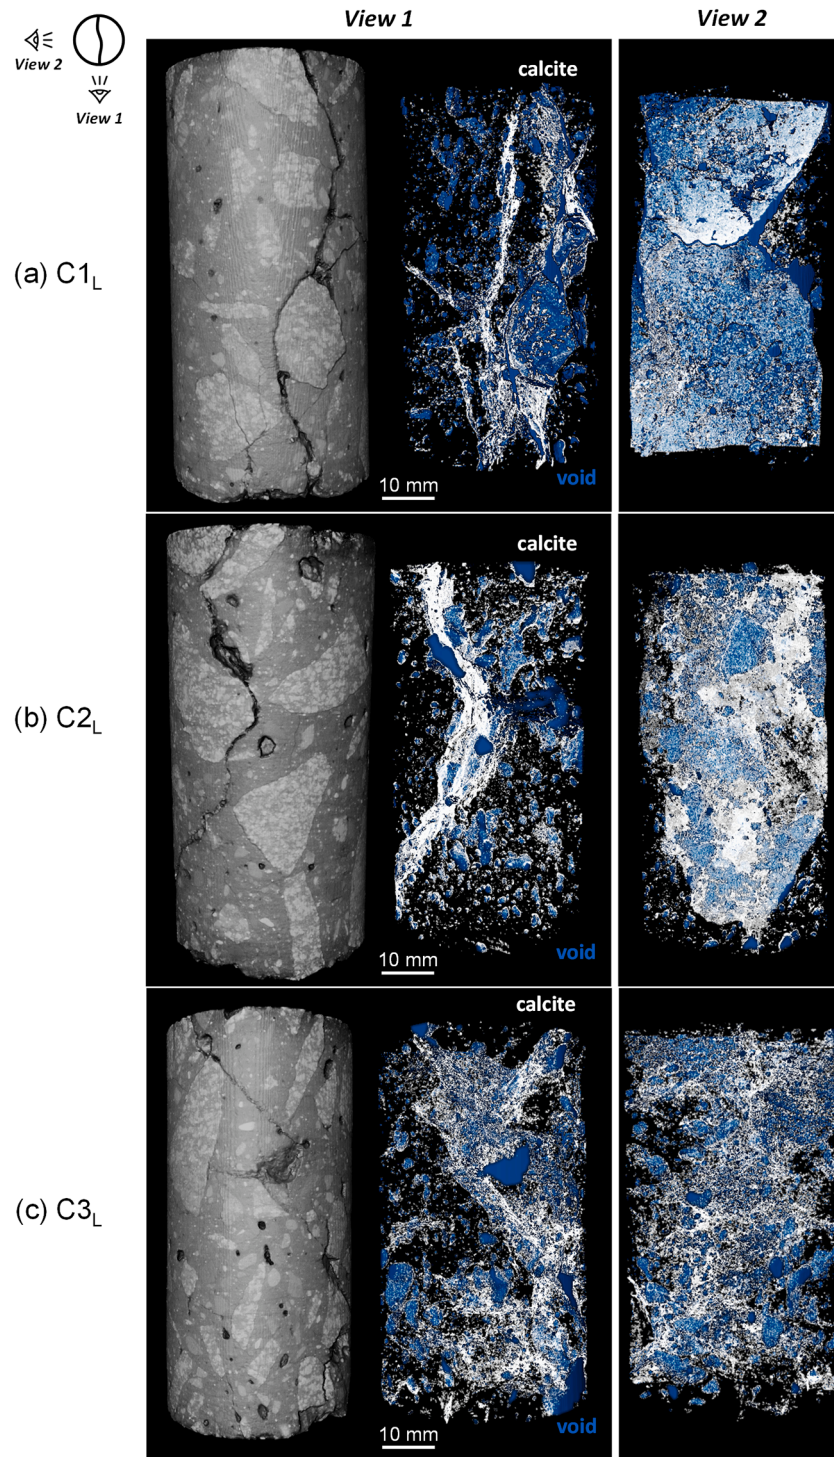 View 1
View 2
View 2
View 1
calcite
(a) C1L
10 mm
void
calcite
(b) C2L
10 mm
void
calcite
(c) C3L
10 mm
void